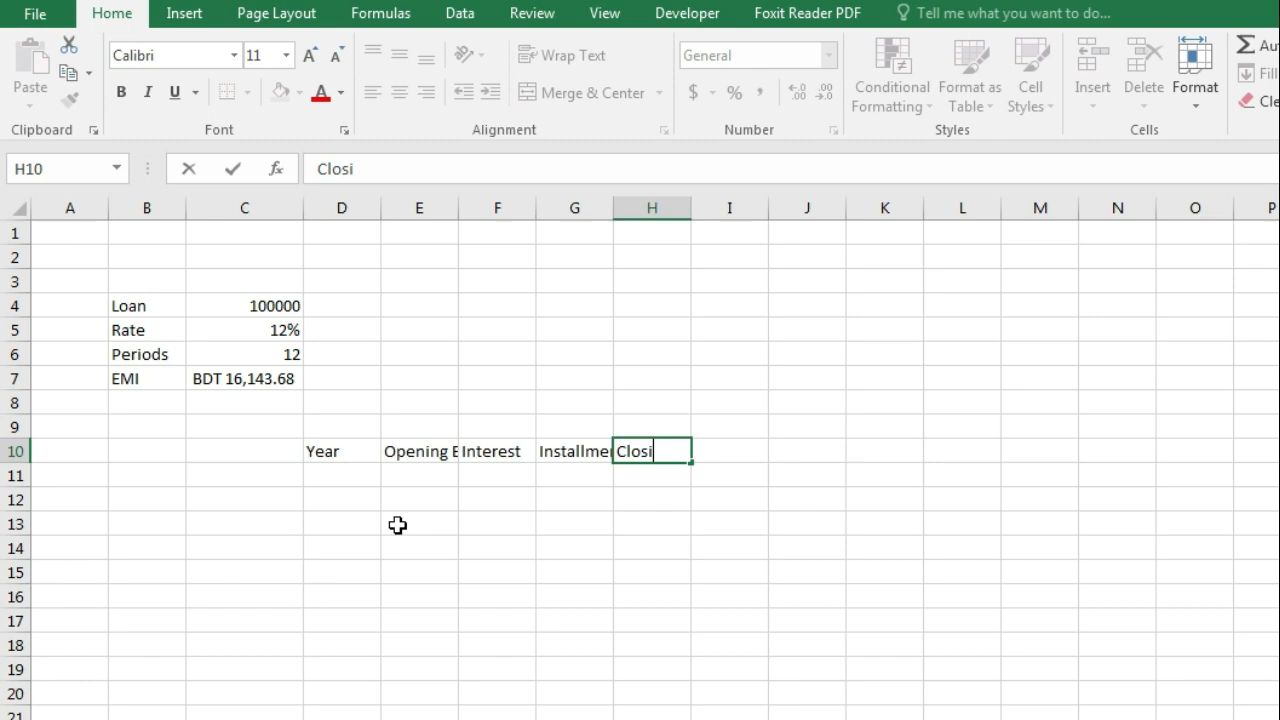 File Home Insert Page Layout Formulas Data Review View Developer Foxit Reader PDF Tell me what you want to do...
Calibri 11 Wrap Text General Σ Au
Paste B I U A Merge & Center $ % , Conditional Formatting Format as Table Cell Styles Insert Delete Format Fill Cle
Clipboard Font Alignment Number Styles Cells
H10 fx Closi
A B C D E F G H I J K L M N O P
1
2
3
4 Loan 100000
5 Rate 12%
6 Periods 12
7 EMI BDT 16,143.68
8
9
10 Year Opening Interest Closi
11
12
13
14
15
16
17
18
19
20
21